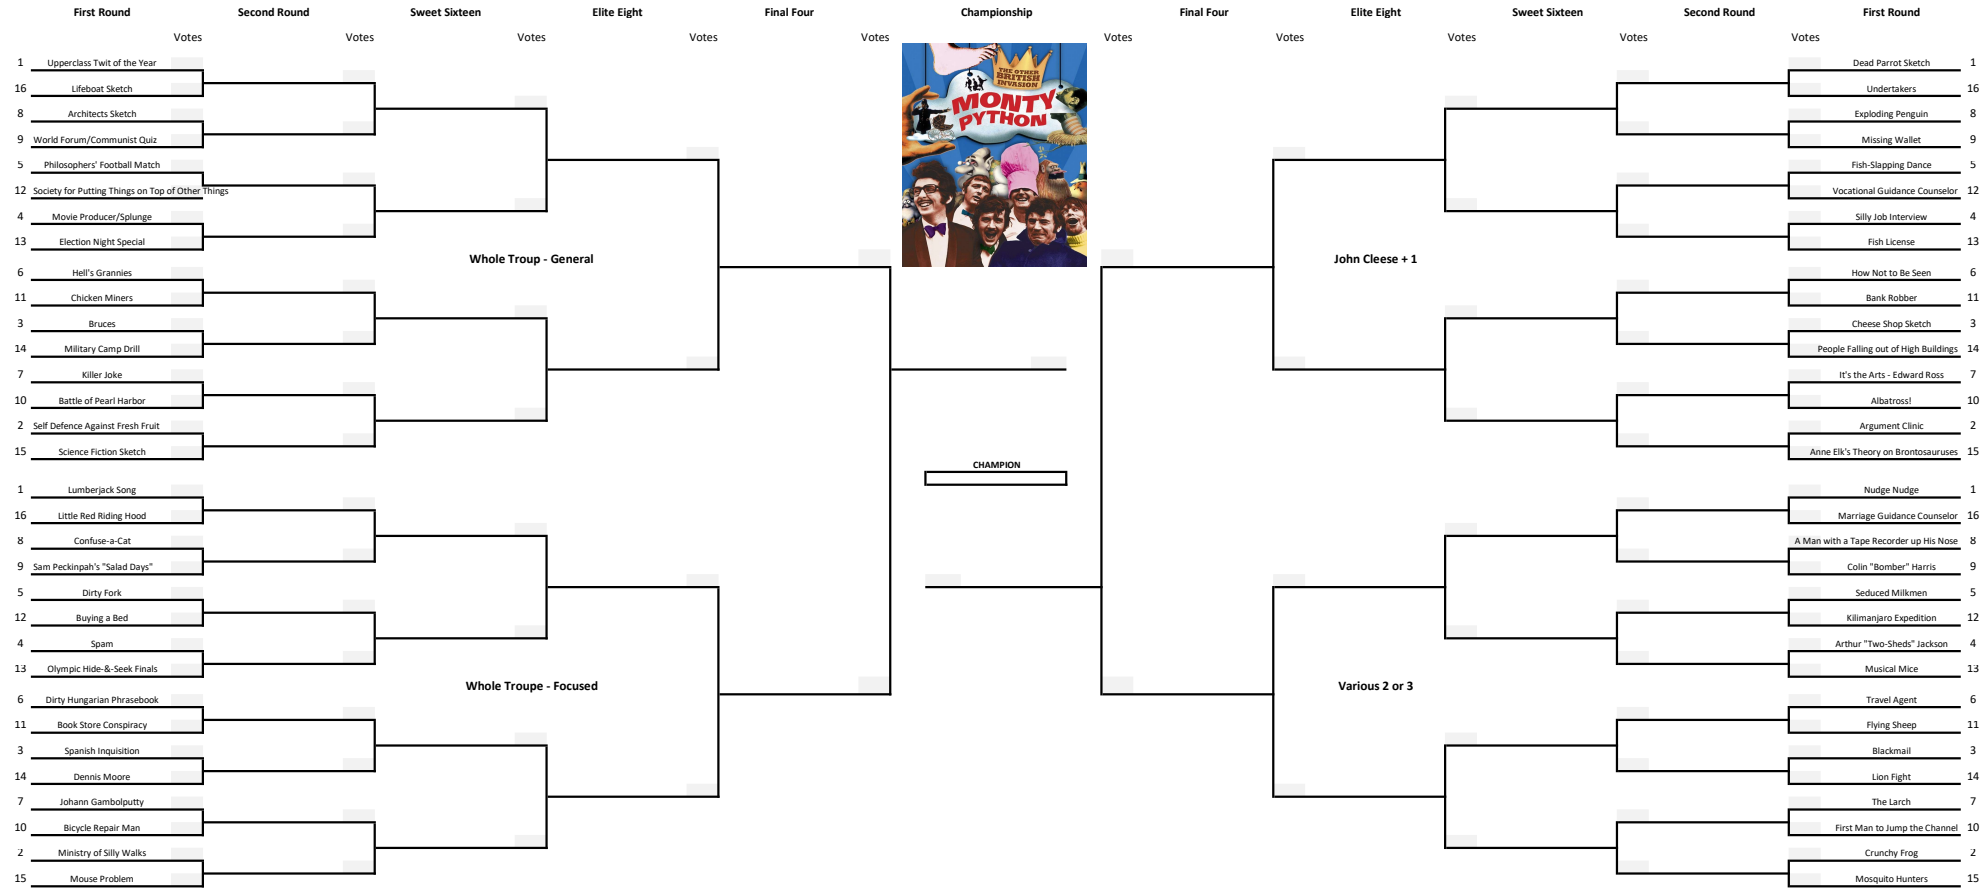 First Round Second Round Sweet Sixteen Elite Eight Final Four Championship Final Four Elite Eight Sweet Sixteen Second Round First Round
Votes Votes Votes Votes Votes Votes Votes Votes Votes Votes
THE OTHER
BRITISH
INVASION
MONTY
PYTHON
1 Upperclass Twit of the Year
16 Lifeboat Sketch
8 Architects Sketch
9 World Forum/Communist Quiz
5 Philosophers' Football Match
12 Society for Putting Things on Top of Other Things
4 Movie Producer/Splunge
13 Election Night Special
Whole Troup - General
6 Hell's Grannies
11 Chicken Miners
3 Bruces
14 Military Camp Drill
7 Killer Joke
10 Battle of Pearl Harbor
2 Self Defence Against Fresh Fruit
15 Science Fiction Sketch
1 Lumberjack Song
16 Little Red Riding Hood
8 Confuse-a-Cat
9 Sam Peckinpah's "Salad Days"
5 Dirty Fork
12 Buying a Bed
4 Spam
13 Olympic Hide-&-Seek Finals
Whole Troupe - Focused
6 Dirty Hungarian Phrasebook
11 Book Store Conspiracy
3 Spanish Inquisition
14 Dennis Moore
7 Johann Gambolputty
10 Bicycle Repair Man
2 Ministry of Silly Walks
15 Mouse Problem
CHAMPION
Dead Parrot Sketch 1
Undertakers 16
Exploding Penguin 8
Missing Wallet 9
Fish-Slapping Dance 5
Vocational Guidance Counselor 12
Silly Job Interview 4
Fish License 13
John Cleese + 1
How Not to Be Seen 6
Bank Robber 11
Cheese Shop Sketch 3
People Falling out of High Buildings 14
It's the Arts - Edward Ross 7
Albatross! 10
Argument Clinic 2
Anne Elk's Theory on Brontosauruses 15
Nudge Nudge 1
Marriage Guidance Counselor 16
A Man with a Tape Recorder up His Nose 8
Colin "Bomber" Harris 9
Seduced Milkmen 5
Kilimanjaro Expedition 12
Arthur "Two-Sheds" Jackson 4
Musical Mice 13
Various 2 or 3
Travel Agent 6
Flying Sheep 11
Blackmail 3
Lion Fight 14
The Larch 7
First Man to Jump the Channel 10
Crunchy Frog 2
Mosquito Hunters 15